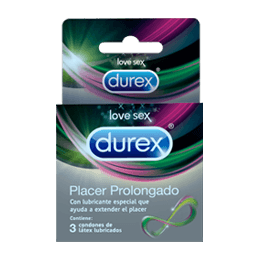 love sex
durex
love sex
durex®
Placer Prolongado
Con lubricante especial que
ayuda a extender el placer
Contiene:
3 condones de
látex lubricados